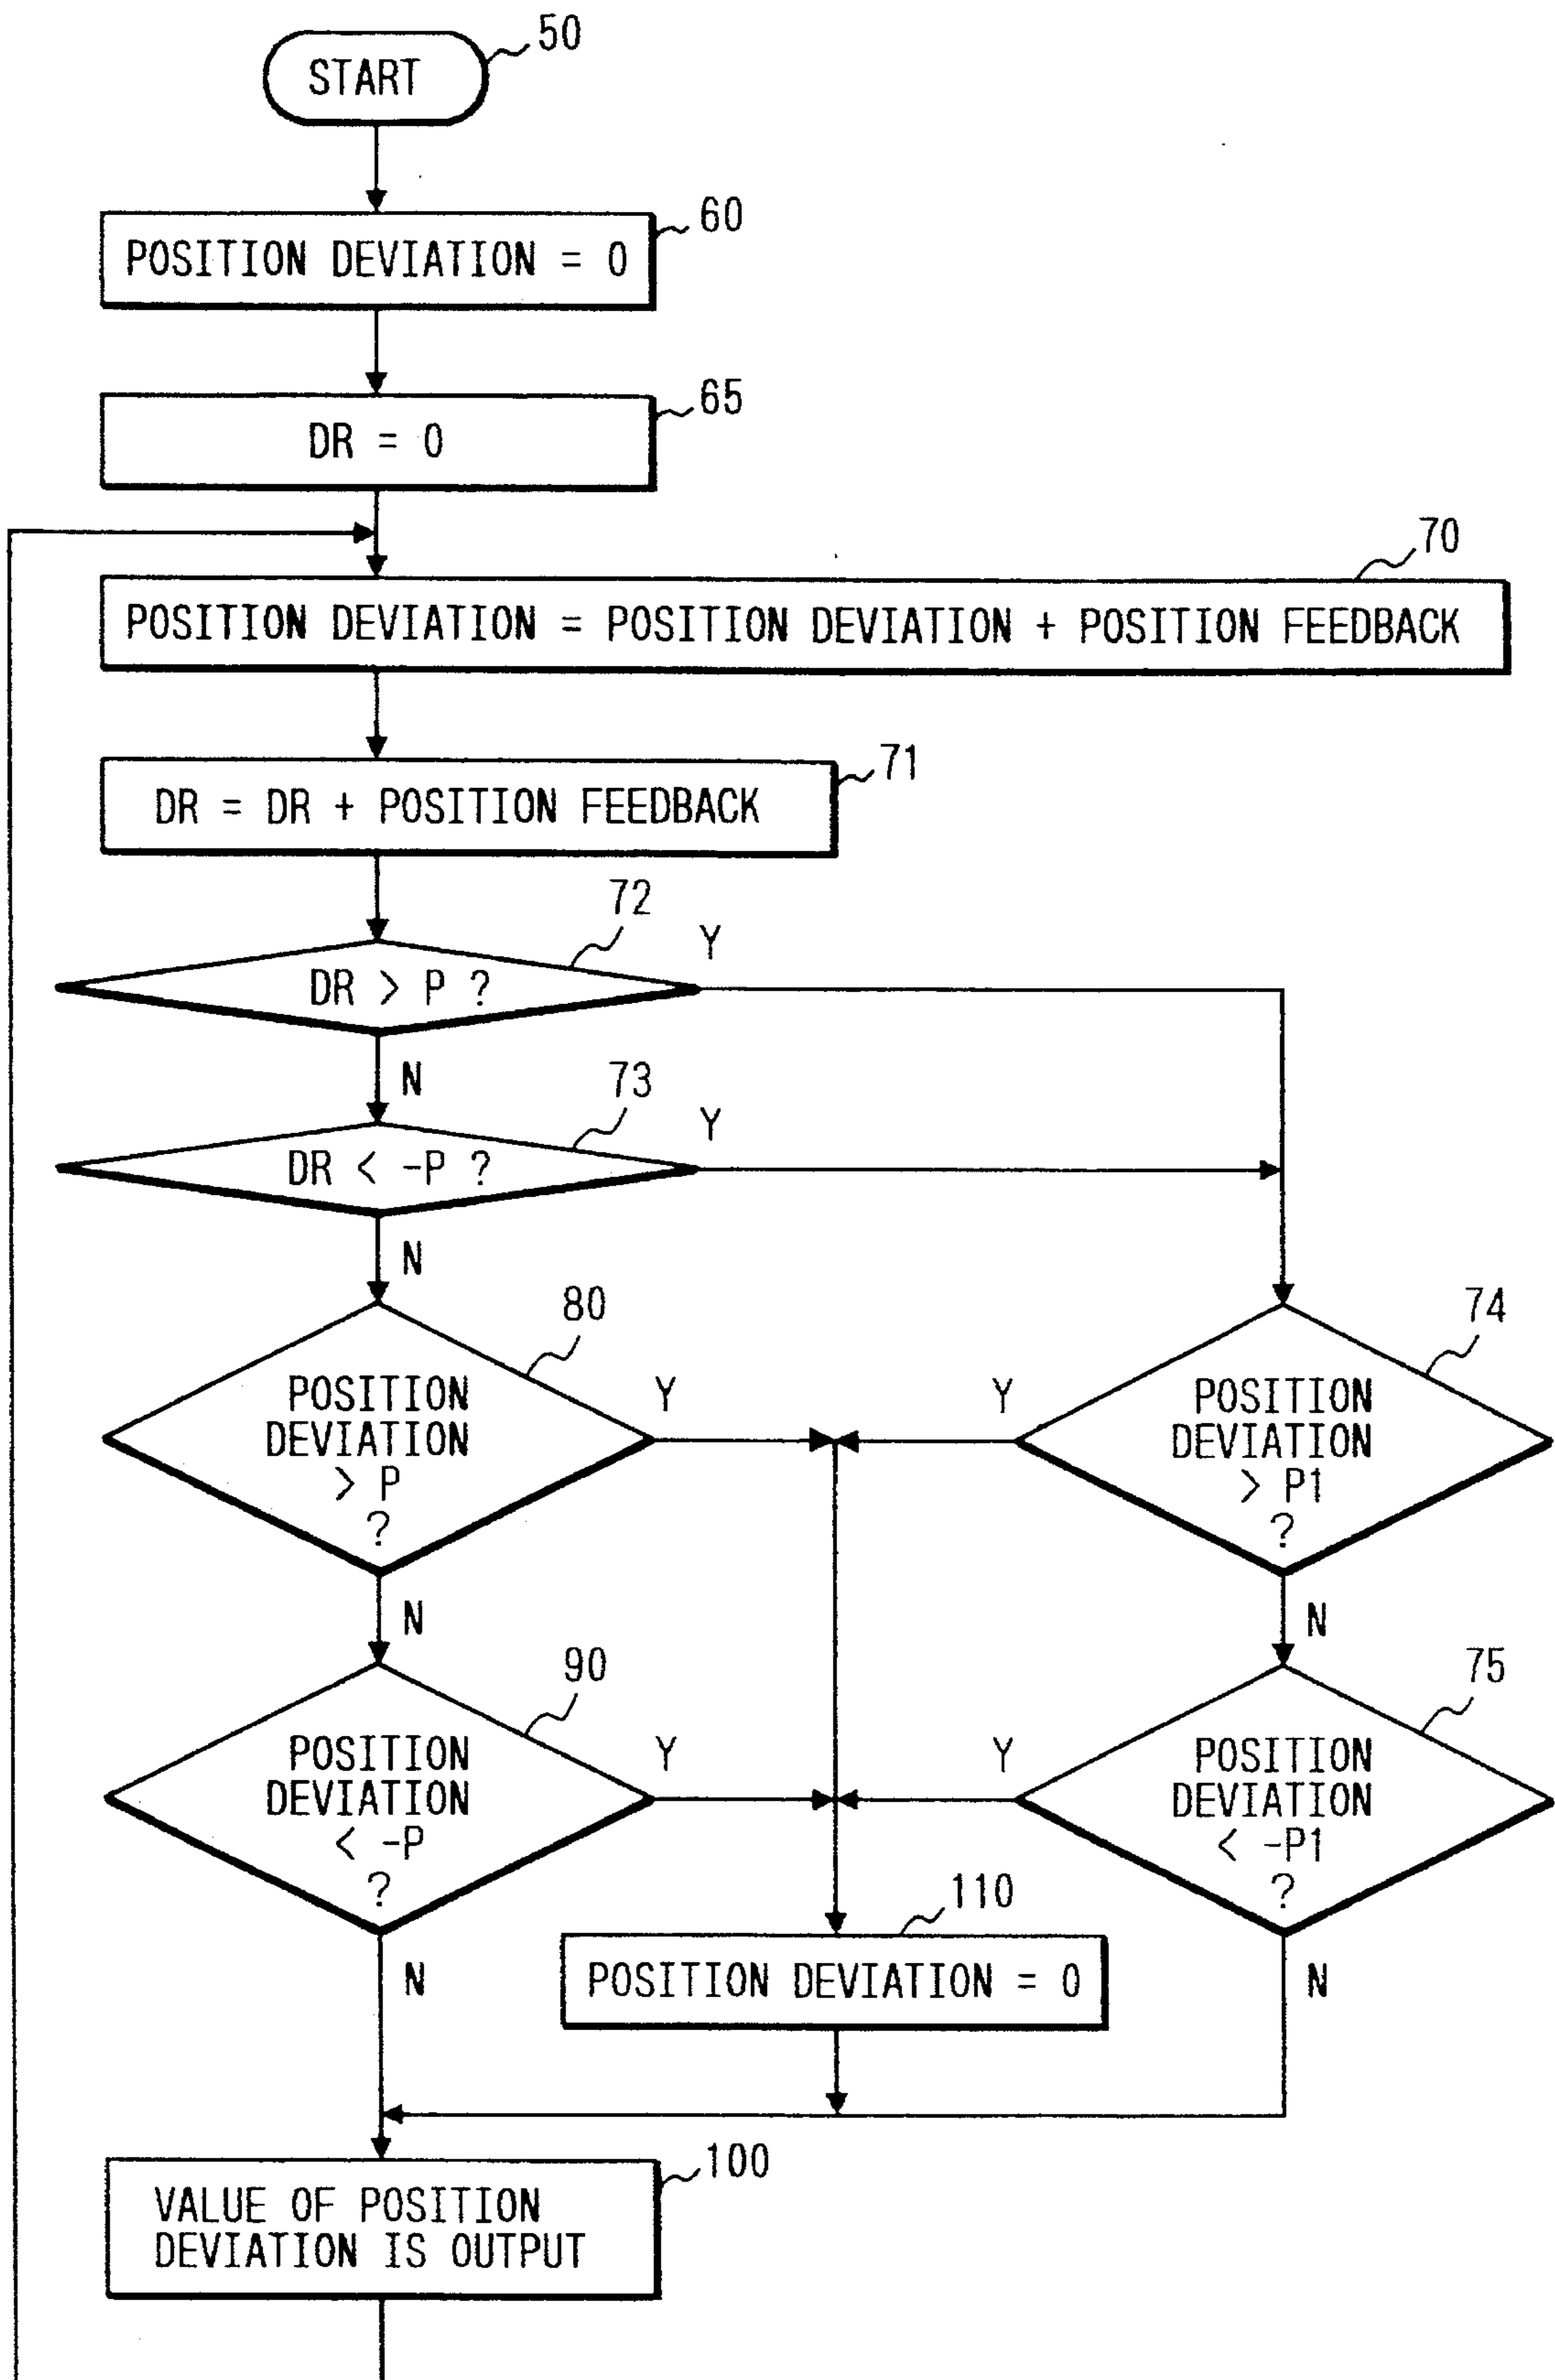 50
START
60
POSITION DEVIATION = 0
65
DR = 0
70
POSITION DEVIATION = POSITION DEVIATION + POSITION FEEDBACK
71
DR = DR + POSITION FEEDBACK
72
Y
DR > P ?
N
73
Y
DR < -P ?
N
80
74
POSITION
DEVIATION
> P
?
Y
Y
POSITION
DEVIATION
> P1
?
N
N
90
75
POSITION
DEVIATION
< -P
?
Y
Y
POSITION
DEVIATION
< -P1
?
110
N
POSITION DEVIATION = 0
N
100
VALUE OF POSITION
DEVIATION IS OUTPUT